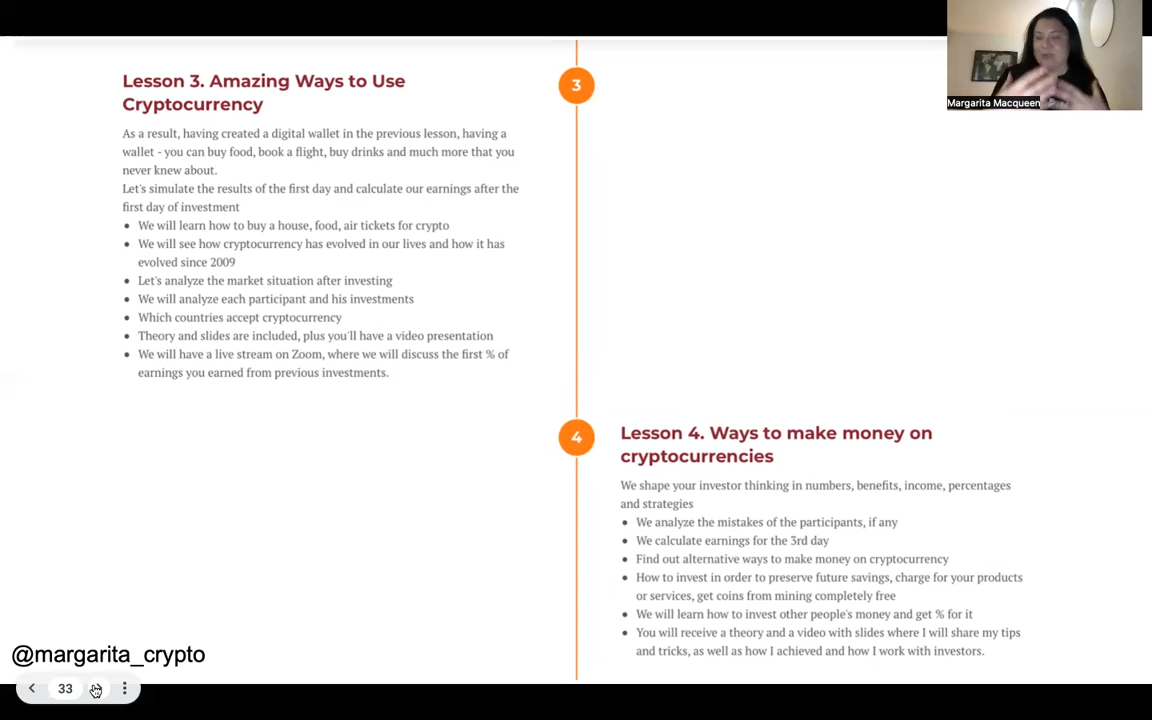 Margarita Macqueen
3
Lesson 3. Amazing Ways to Use
Cryptocurrency
As a result, having created a digital wallet in the previous lesson, having a
wallet - you can buy food, book a flight, buy drinks and much more that you
never knew about.
Let's simulate the results of the first day and calculate our earnings after the
first day of investment
• We will learn how to buy a house, food, air tickets for crypto
• We will see how cryptocurrency has evolved in our lives and how it has
evolved since 2009
• Let's analyze the market situation after investing
• We will analyze each participant and his investments
• Which countries accept cryptocurrency
• Theory and slides are included, plus you'll have a video presentation
• We will have a live stream on Zoom, where we will discuss the first % of
earnings you earned from previous investments.
4
Lesson 4. Ways to make money on
cryptocurrencies
We shape your investor thinking in numbers, benefits, income, percentages
and strategies
• We analyze the mistakes of the participants, if any
• We calculate earnings for the 3rd day
• Find out alternative ways to make money on cryptocurrency
• How to invest in order to preserve future savings, charge for your products
or services, get coins from mining completely free
• We will learn how to invest other people's money and get % for it
• You will receive a theory and a video with slides where I will share my tips
and tricks, as well as how I achieved and how I work with investors.
@margarita_crypto
33